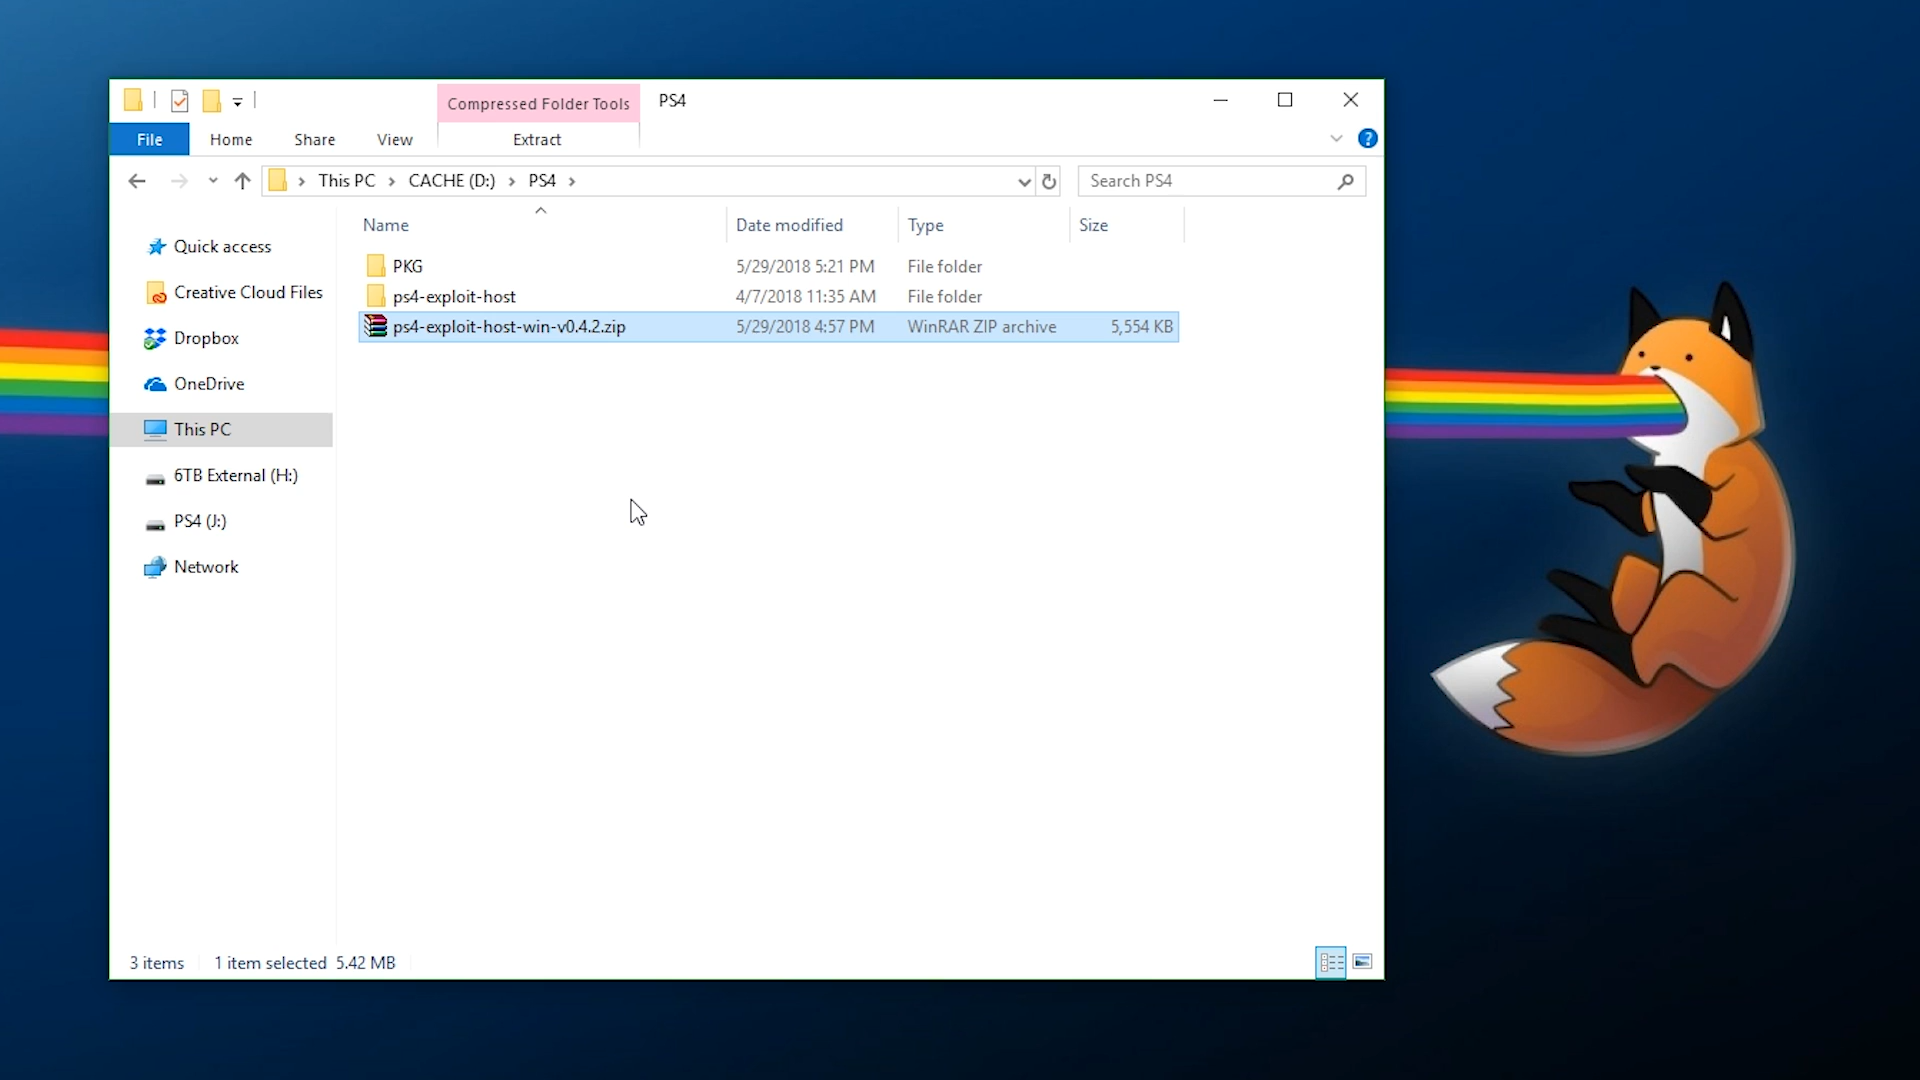 Compressed Folder Tools PS4
File Home Share View Extract
This PC CACHE (D:) PS4 Search PS4
Name Date modified Type Size
Quick access
Creative Cloud Files
Dropbox
OneDrive
This PC
6TB External (H:)
PS4 (J:)
Network
PKG 5/29/2018 5:21 PM File folder
ps4-exploit-host 4/7/2018 11:35 AM File folder
ps4-exploit-host-win-v0.4.2.zip 5/29/2018 4:57 PM WinRAR ZIP archive 5,554 KB
3 items 1 item selected 5.42 MB